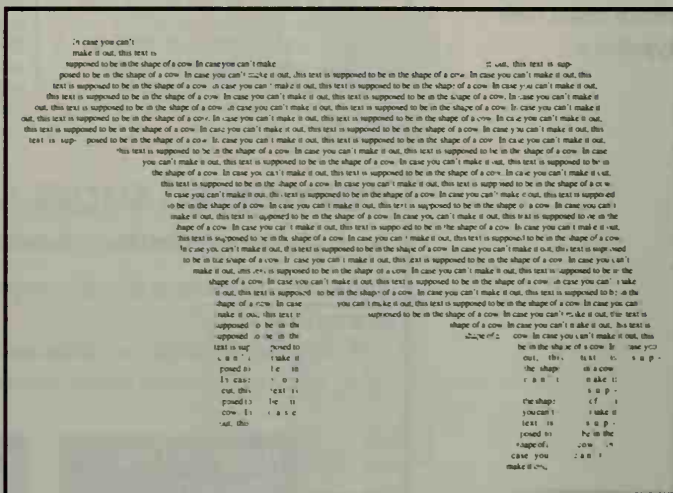 In case you can't
make it out, this text is
supposed to be in the shape of a cow. In case you can't make it out, this text is sup-
posed to be in the shape of a cow. In case you can't make it out, this text is supposed to be in the shape of a cow. In case you can't make it out, this
text is supposed to be in the shape of a cow. In case you can't make it out, this text is supposed to be in the shape of a cow. In case you can't make it out,
this text is supposed to be in the shape of a cow. In case you can't make it out, this text is supposed to be in the shape of a cow. In case you can't make it
out, this text is supposed to be in the shape of a cow. In case you can't make it out, this text is supposed to be in the shape of a cow. In case you can't make it
out, this text is supposed to be in the shape of a cow. In case you can't make it out, this text is supposed to be in the shape of a cow. In case you can't make it out,
this text is supposed to be in the shape of a cow. In case you can't make it out, this text is supposed to be in the shape of a cow. In case you can't make it out, this
text is sup- posed to be in the shape of a cow. In case you can't make it out, this text is supposed to be in the shape of a cow. In case you can't make it out,
this text is supposed to be in the shape of a cow. In case you can't make it out, this text is supposed to be in the shape of a cow. In case
you can't make it out, this text is supposed to be in the shape of a cow. In case you can't make it out, this text is supposed to be in
the shape of a cow. In case you can't make it out, this text is supposed to be in the shape of a cow. In case you can't make it out,
this text is supposed to be in the shape of a cow. In case you can't make it out, this text is supposed to be in the shape of a cow.
In case you can't make it out, this text is supposed to be in the shape of a cow. In case you can't make it out, this text is supposed
to be in the shape of a cow. In case you can't make it out, this text is supposed to be in the shape of a cow. In case you can't
make it out, this text is supposed to be in the shape of a cow. In case you can't make it out, this text is supposed to be in the
shape of a cow. In case you can't make it out, this text is supposed to be in the shape of a cow. In case you can't make it out,
this text is supposed to be in the shape of a cow. In case you can't make it out, this text is supposed to be in the shape of a cow.
In case you can't make it out, this text is supposed to be in the shape of a cow. In case you can't make it out, this text is supposed
to be in the shape of a cow. In case you can't make it out, this text is supposed to be in the shape of a cow. In case you can't
make it out, this text is supposed to be in the shape of a cow. In case you can't make it out, this text is supposed to be in the
shape of a cow. In case you can't make it out, this text is supposed to be in the shape of a cow. In case you can't make
it out, this text is supposed to be in the shape of a cow. In case you can't make it out, this text is supposed to be in the
shape of a cow. In case you can't make it out, this text is supposed to be in the shape of a cow. In case you can
make it out, this text is supposed to be in the shape of a cow. In case you can't make it out, this text is
supposed to be in the shape of a cow. In case you can't make it out, this text is
supposed to be in the shape of a cow. In case you can't make it out, this
text is sup posed to be in the shape of a cow. In case you
can't make it out, this text is sup-
posed to be in the shape in a cow
In case you can't make it
out, this text is sup-
posed to be in the shape of
cow. In case you can't make it
out, this text is sup-
posed to be in the
shape of cow. In
case you can't
make it out,